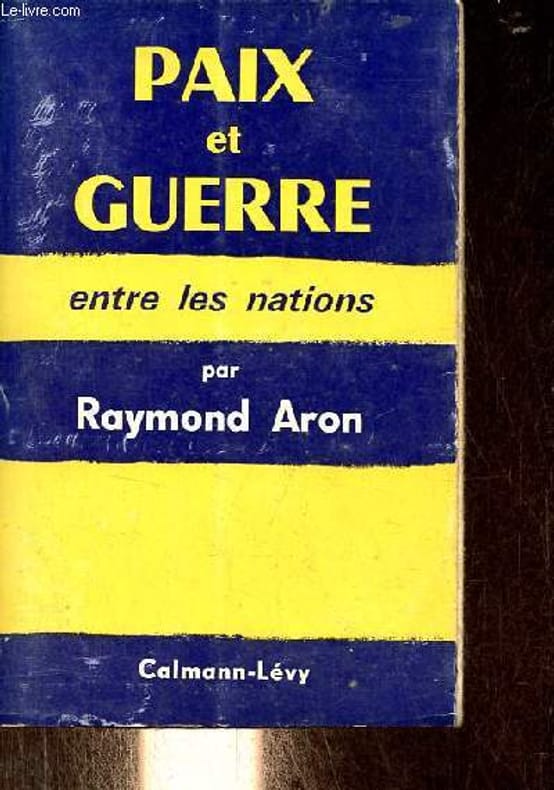 Le-livre.com
PAIX
et
GUERRE
entre les nations
par
Raymond Aron
Calmann-Lévy